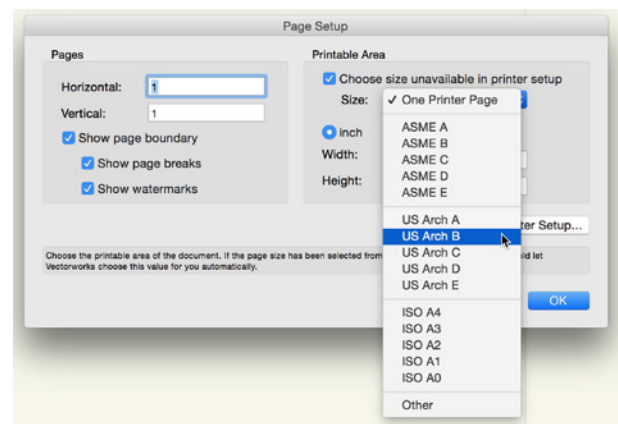 Page Setup
Pages
Horizontal: 1
Vertical: 1
Show page boundary
Show page breaks
Show watermarks
Printable Area
Choose size unavailable in printer setup
Size:
✓ One Printer Page
ASME A
ASME B
ASME C
ASME D
ASME E
US Arch A
US Arch B
US Arch C
US Arch D
US Arch E
ISO A4
ISO A3
ISO A2
ISO A1
ISO A0
Other
inch
Width:
Height:
Setup...
Choose the printable area of the document. If the page size has been selected from
let
Vectorworks choose this value for you automatically.
OK